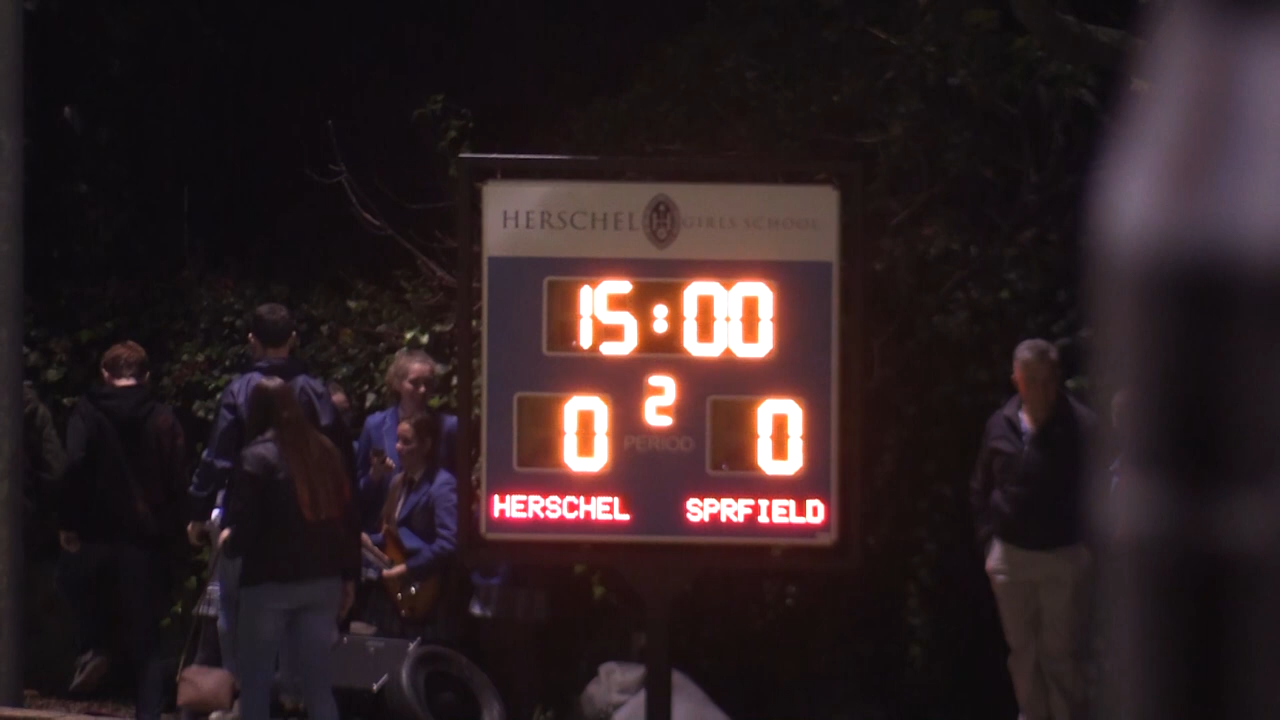 HERSCHEL GIRLS SCHOOL
15:00
2
0 0
PERIOD
HERSCHEL SPRFIELD